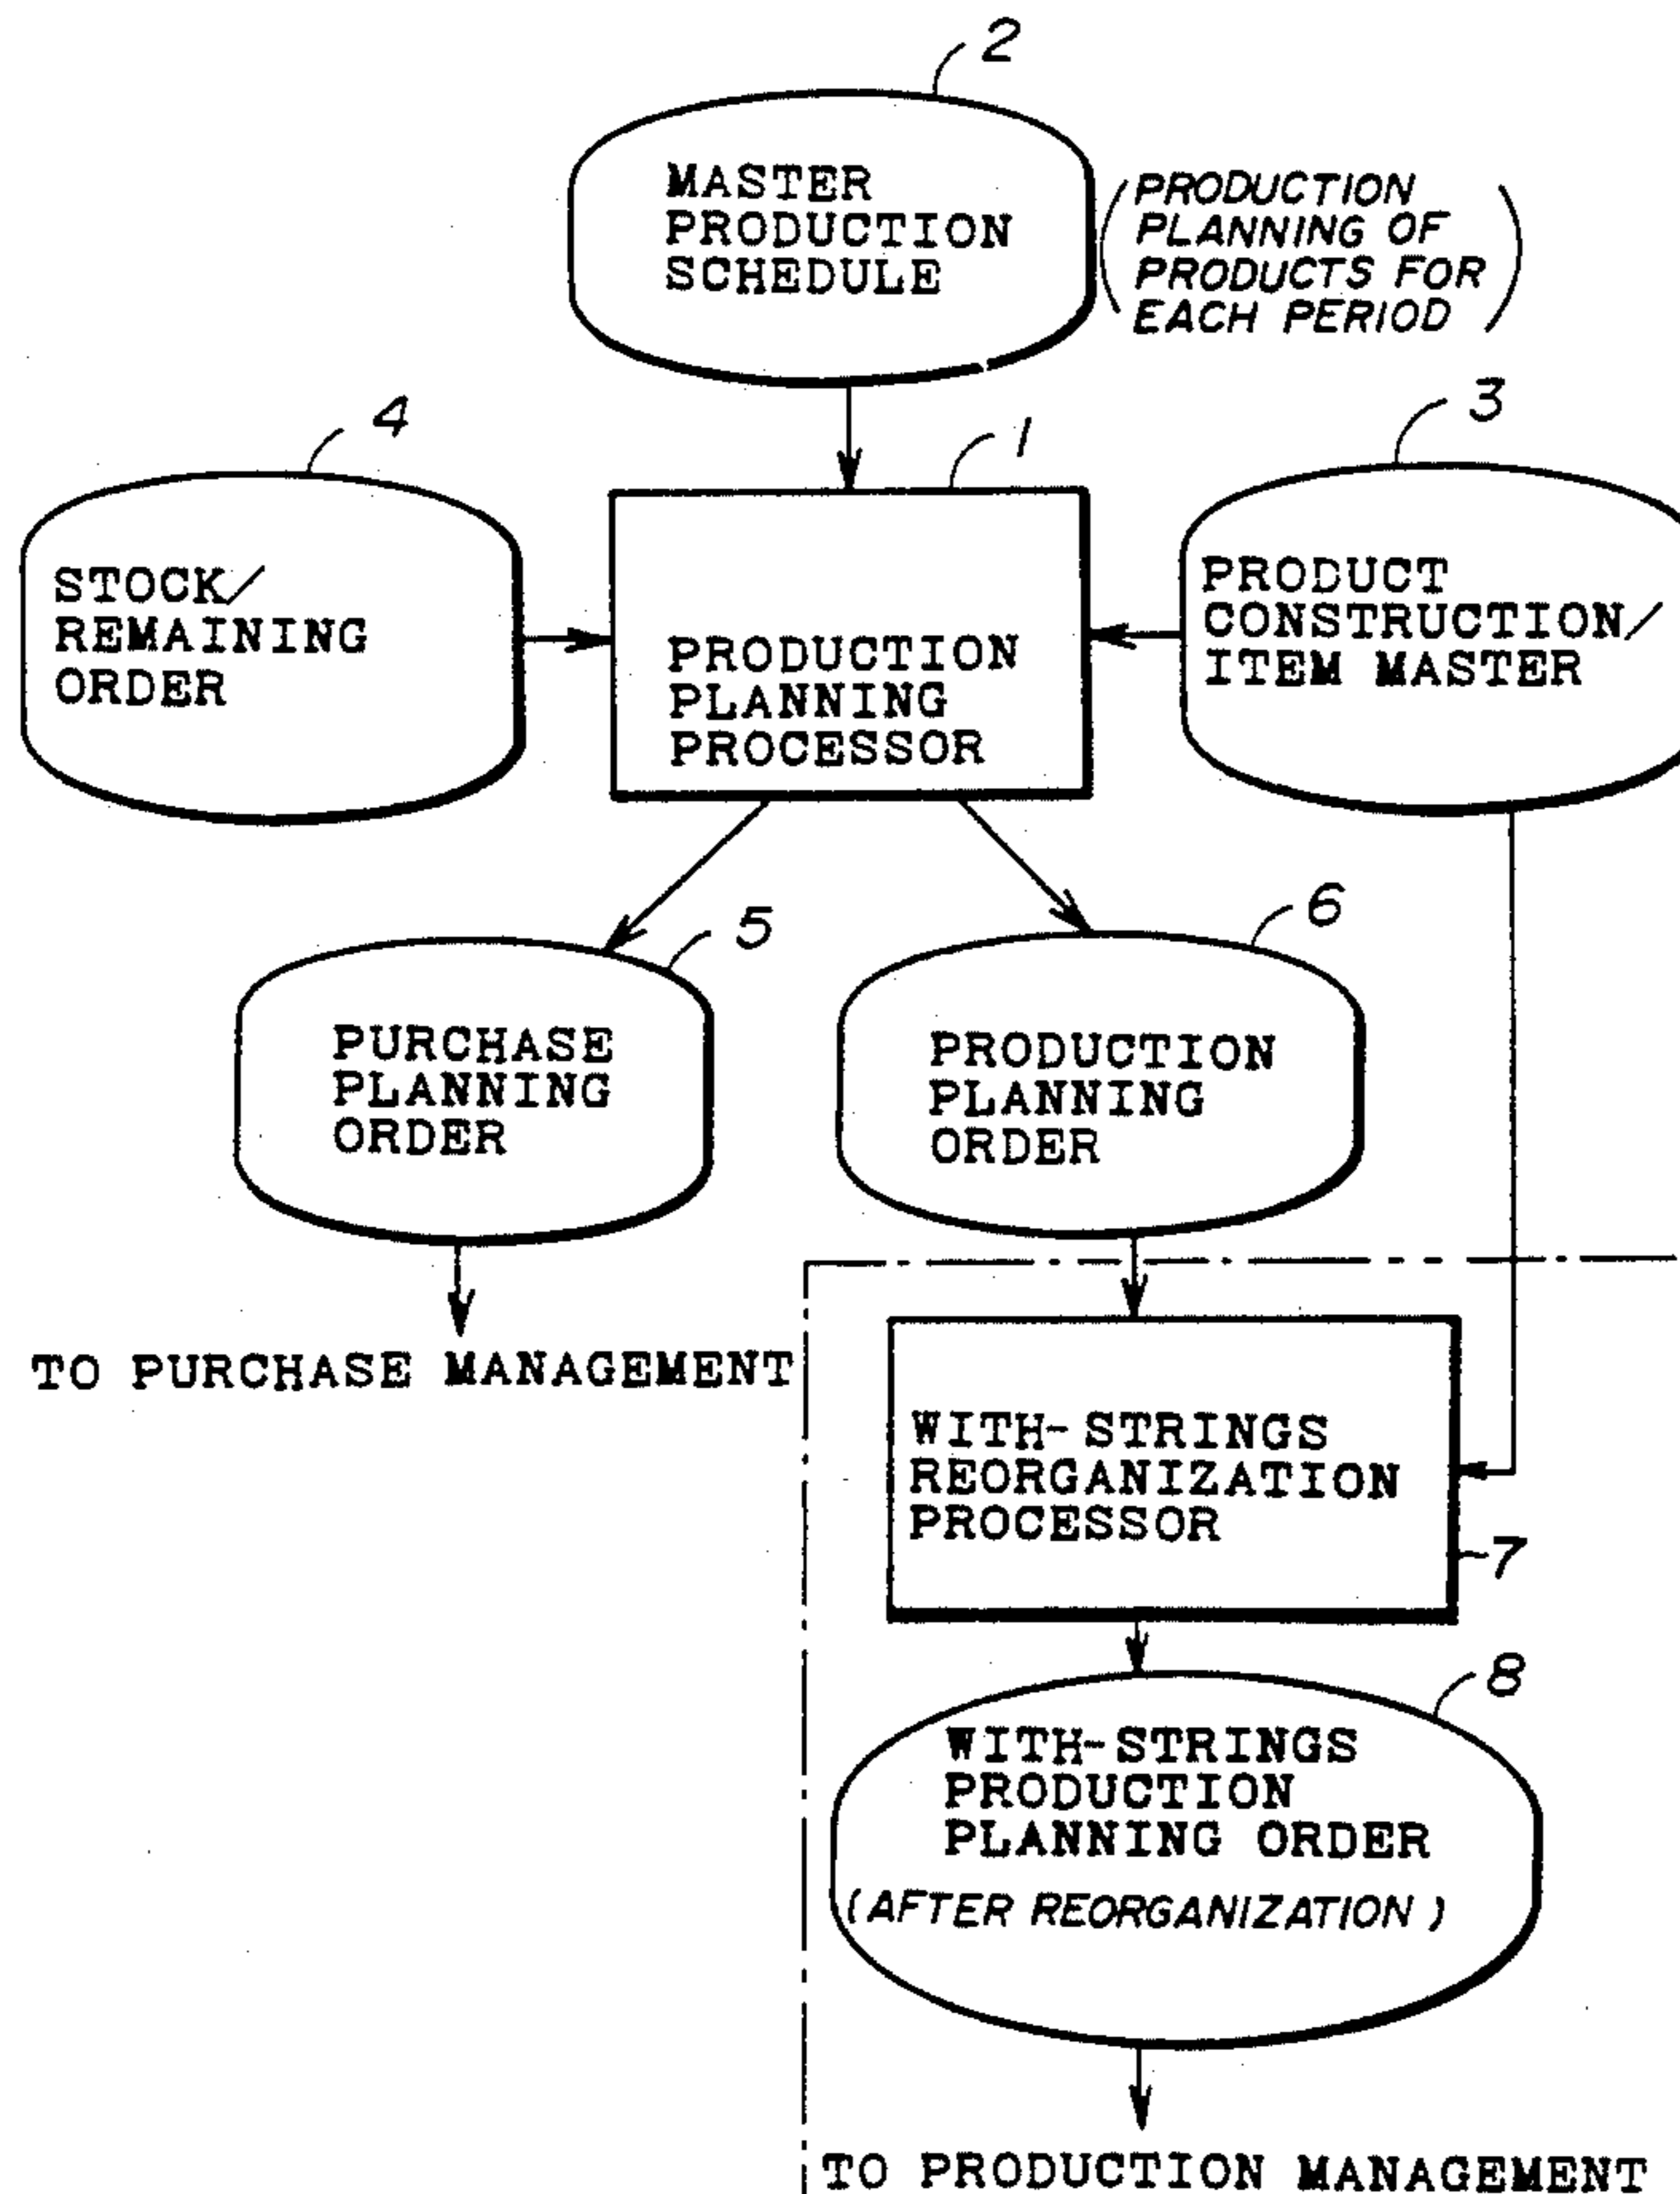 2
MASTER
PRODUCTION
SCHEDULE
(PRODUCTION
PLANNING OF
PRODUCTS FOR
EACH PERIOD)
4
1
3
STOCK/
REMAINING
ORDER
PRODUCTION
PLANNING
PROCESSOR
PRODUCT
CONSTRUCTION/
ITEM MASTER
5
6
PURCHASE
PLANNING
ORDER
PRODUCTION
PLANNING
ORDER
TO PURCHASE MANAGEMENT
WITH-STRINGS
REORGANIZATION
PROCESSOR
7
8
WITH-STRINGS
PRODUCTION
PLANNING ORDER
(AFTER REORGANIZATION)
TO PRODUCTION MANAGEMENT